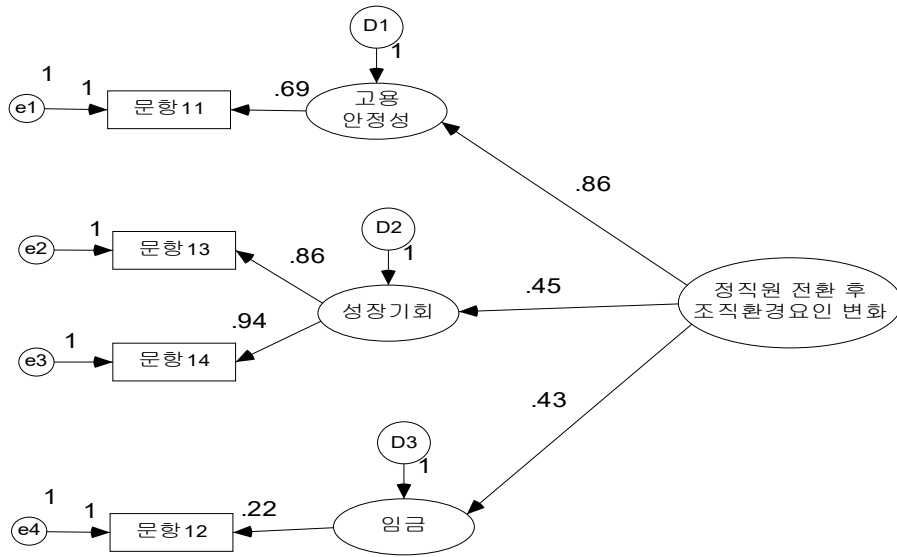 D1
1
1
1
e1
문항11
.69
고용
안정성
.86
D2
1
e2
1
문항13
.86
성장기회
.45
정직원 전환 후
조직환경요인 변화
.94
e3
1
문항14
.43
D3
1
1
1
e4
문항12
.22
임금